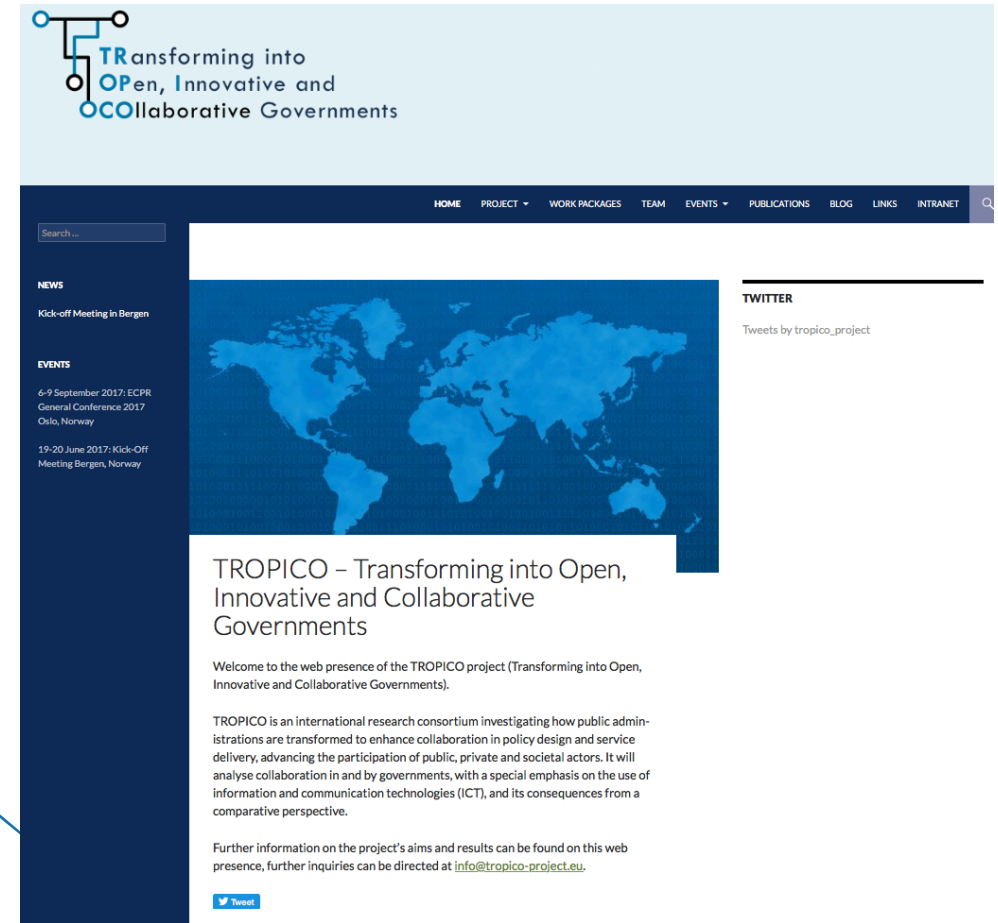 TRansforming into
OPen, Innovative and
COllaborative Governments
HOME PROJECT WORK PACKAGES TEAM EVENTS PUBLICATIONS BLOG LINKS INTRANET
Search ...
NEWS
Kick-off Meeting in Bergen
EVENTS
6-9 September 2017: ECPR
General Conference 2017
Oslo, Norway
19-20 June 2017: Kick-Off
Meeting Bergen, Norway
TROPICO – Transforming into Open,
Innovative and Collaborative
Governments
Welcome to the web presence of the TROPICO project (Transforming into Open,
Innovative and Collaborative Governments).
TROPICO is an international research consortium investigating how public admin-
istrations are transformed to enhance collaboration in policy design and service
delivery, advancing the participation of public, private and societal actors. It will
analyse collaboration in and by governments, with a special emphasis on the use of
information and communication technologies (ICT), and its consequences from a
comparative perspective.
Further information on the project's aims and results can be found on this web
presence, further inquiries can be directed at info@tropico-project.eu.
Tweet
TWITTER
Tweets by tropico_project